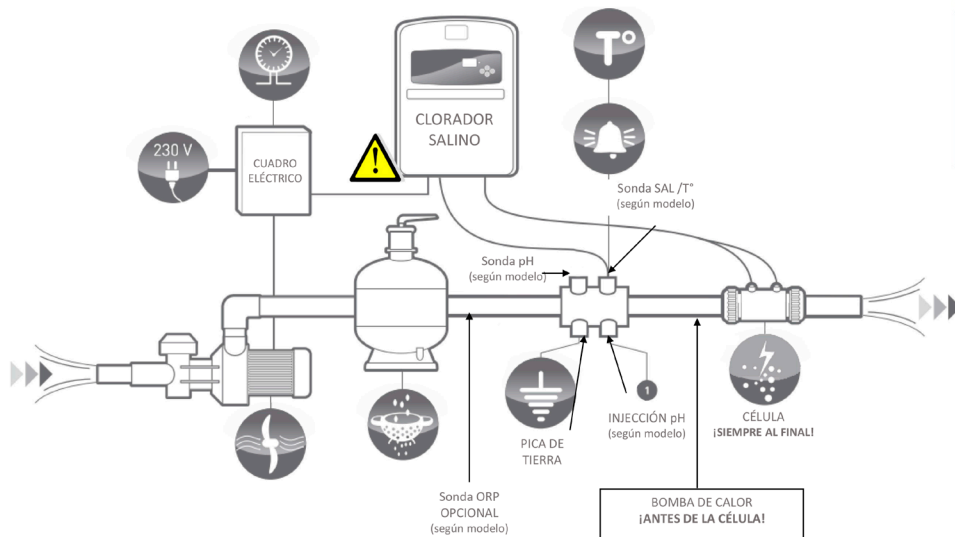 230 V
CUADRO
ELÉCTRICO
CLORADOR
SALINO
!
T°
Sonda SAL /T°
(según modelo)
Sonda pH
(según modelo)
PICA DE
TIERRA
1
INJECCIÓN pH
(según modelo)
CÉLULA
¡SIEMPRE AL FINAL!
Sonda ORP
OPCIONAL
(según modelo)
BOMBA DE CALOR
¡ANTES DE LA CÉLULA!